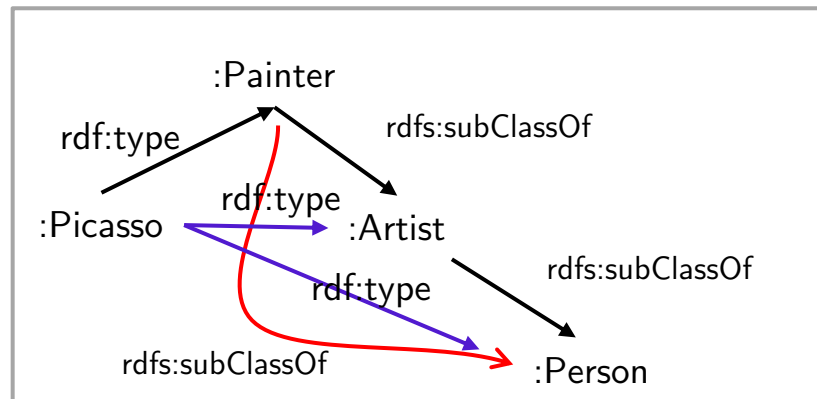 :Painter
rdfs:subClassOf
rdf:type
rdf:type
:Picasso
:Artist
rdfs:subClassOf
rdf:type
rdfs:subClassOf
:Person